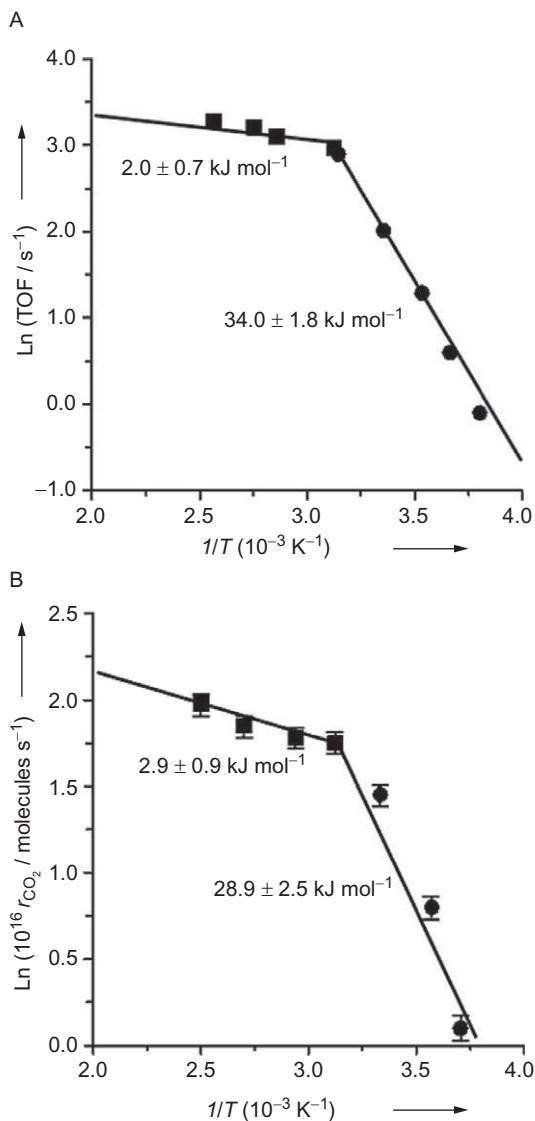 A
4.0
3.0
2.0
1.0
0.0
−1.0
Ln (TOF / s⁻¹)
2.0 ± 0.7 kJ mol⁻¹
34.0 ± 1.8 kJ mol⁻¹
2.0 2.5 3.0 3.5 4.0
1/T (10⁻³ K⁻¹)
B
2.5
2.0
1.5
1.0
0.5
0.0
Ln (10¹⁶ r_CO₂ / molecules s⁻¹)
2.9 ± 0.9 kJ mol⁻¹
28.9 ± 2.5 kJ mol⁻¹
2.0 2.5 3.0 3.5 4.0
1/T (10⁻³ K⁻¹)